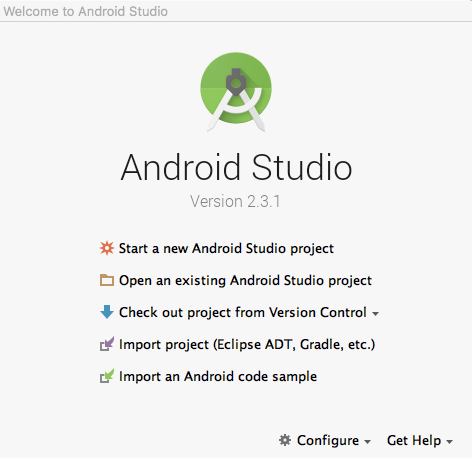 Welcome to Android Studio
Android Studio
Version 2.3.1
Start a new Android Studio project
Open an existing Android Studio project
Check out project from Version Control
Import project (Eclipse ADT, Gradle, etc.)
Import an Android code sample
Configure Get Help